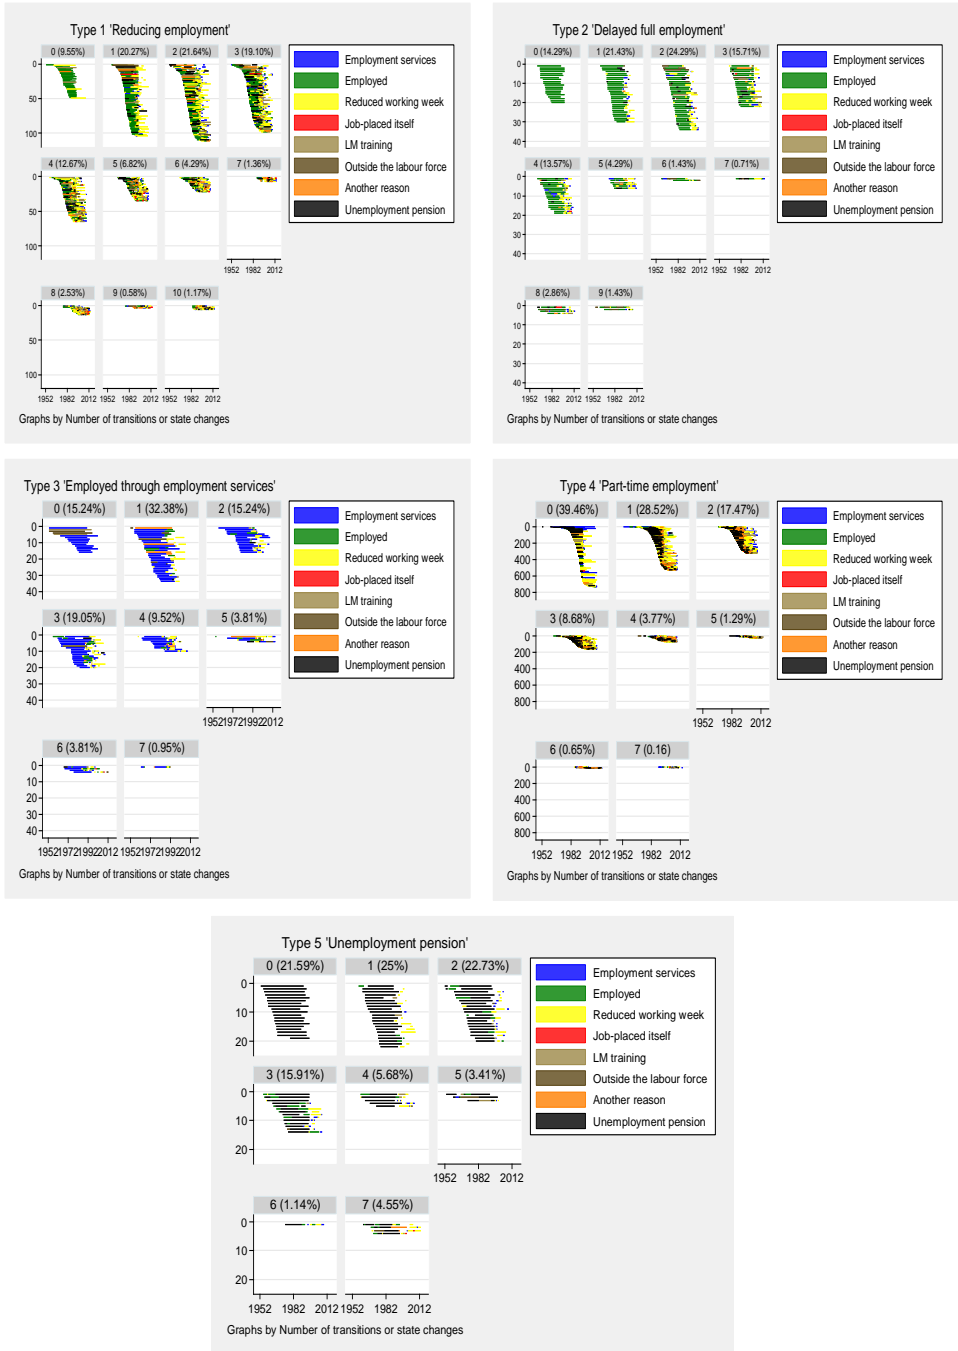 Type 1 'Reducing employment'
0 (9.55%) 1 (20.27%) 2 (21.64%) 3 (19.10%)
0
50
100
4 (12.67%) 5 (6.82%) 6 (4.29%) 7 (1.36%)
0
50
100
1952 1982 2012
8 (2.53%) 9 (0.58%) 10 (1.17%)
0
50
100
1952 1982 2012 1952 1982 2012 1952 1982 2012
Graphs by Number of transitions or state changes
Employment services
Employed
Reduced working week
Job-placed itself
LM training
Outside the labour force
Another reason
Unemployment pension
Type 2 'Delayed full employment'
0 (14.29%) 1 (21.43%) 2 (24.29%) 3 (15.71%)
0
10
20
30
40
4 (13.57%) 5 (4.29%) 6 (1.43%) 7 (0.71%)
0
10
20
30
40
1952 1982 2012 1952 1982 2012
8 (2.86%) 9 (1.43%)
0
10
20
30
40
1952 1982 2012 1952 1982 2012
Graphs by Number of transitions or state changes
Employment services
Employed
Reduced working week
Job-placed itself
LM training
Outside the labour force
Another reason
Unemployment pension
Type 3 'Employed through employment services'
0 (15.24%) 1 (32.38%) 2 (15.24%)
0
10
20
30
40
3 (19.05%) 4 (9.52%) 5 (3.81%)
0
10
20
30
40
1952 1972 1992 2012
6 (3.81%) 7 (0.95%)
0
10
20
30
40
1952 1972 1992 2012 1952 1972 1992 2012
Graphs by Number of transitions or state changes
Employment services
Employed
Reduced working week
Job-placed itself
LM training
Outside the labour force
Another reason
Unemployment pension
Type 4 'Part-time employment'
0 (39.46%) 1 (28.52%) 2 (17.47%)
0
200
400
600
800
3 (8.68%) 4 (3.77%) 5 (1.29%)
0
200
400
600
800
1952 1982 2012
6 (0.65%) 7 (0.16)
0
200
400
600
800
1952 1982 2012 1952 1982 2012
Graphs by Number of transitions or state changes
Employment services
Employed
Reduced working week
Job-placed itself
LM training
Outside the labour force
Another reason
Unemployment pension
Type 5 'Unemployment pension'
0 (21.59%) 1 (25%) 2 (22.73%)
0
10
20
3 (15.91%) 4 (5.68%) 5 (3.41%)
0
10
20
1952 1982 2012
6 (1.14%) 7 (4.55%)
0
10
20
1952 1982 2012 1952 1982 2012
Graphs by Number of transitions or state changes
Employment services
Employed
Reduced working week
Job-placed itself
LM training
Outside the labour force
Another reason
Unemployment pension